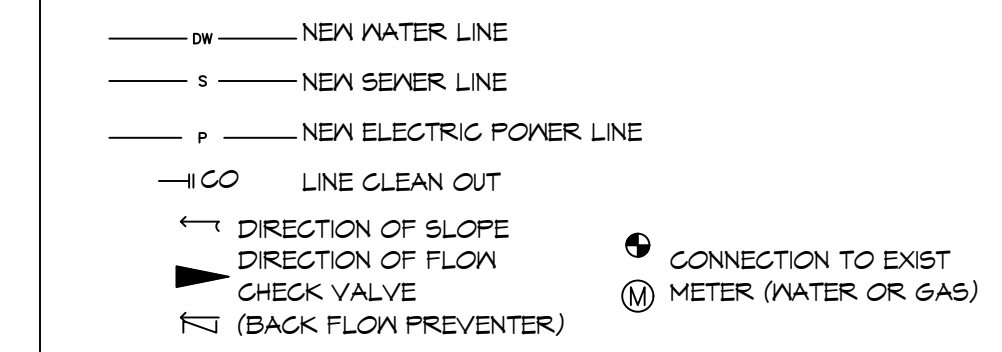 DW NEW WATER LINE
S NEW SEWER LINE
P NEW ELECTRIC POWER LINE
CO LINE CLEAN OUT
DIRECTION OF SLOPE
DIRECTION OF FLOW
CHECK VALVE
(BACK FLOW PREVENTER)
CONNECTION TO EXIST
M METER (WATER OR GAS)